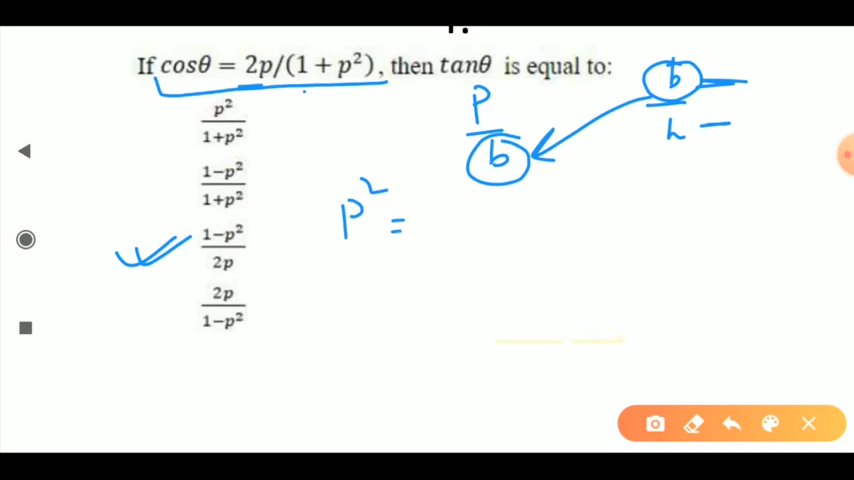 If cosθ = 2p/(1 + p²), then tanθ is equal to:
p²/1+p²
1−p²/1+p²
1−p²/2p
2p/1−p²
P/b
b/h
P² =